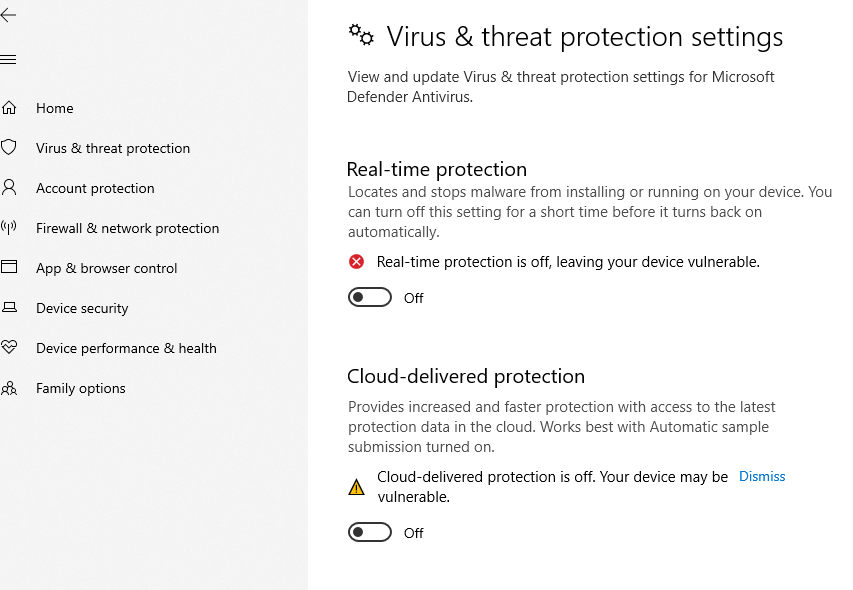 Home
Virus & threat protection
Account protection
Firewall & network protection
App & browser control
Device security
Device performance & health
Family options
Virus & threat protection settings
View and update Virus & threat protection settings for Microsoft
Defender Antivirus.
Real-time protection
Locates and stops malware from installing or running on your device. You
can turn off this setting for a short time before it turns back on
automatically.
Real-time protection is off, leaving your device vulnerable.
Off
Cloud-delivered protection
Provides increased and faster protection with access to the latest
protection data in the cloud. Works best with Automatic sample
submission turned on.
Cloud-delivered protection is off. Your device may be Dismiss
vulnerable.
Off